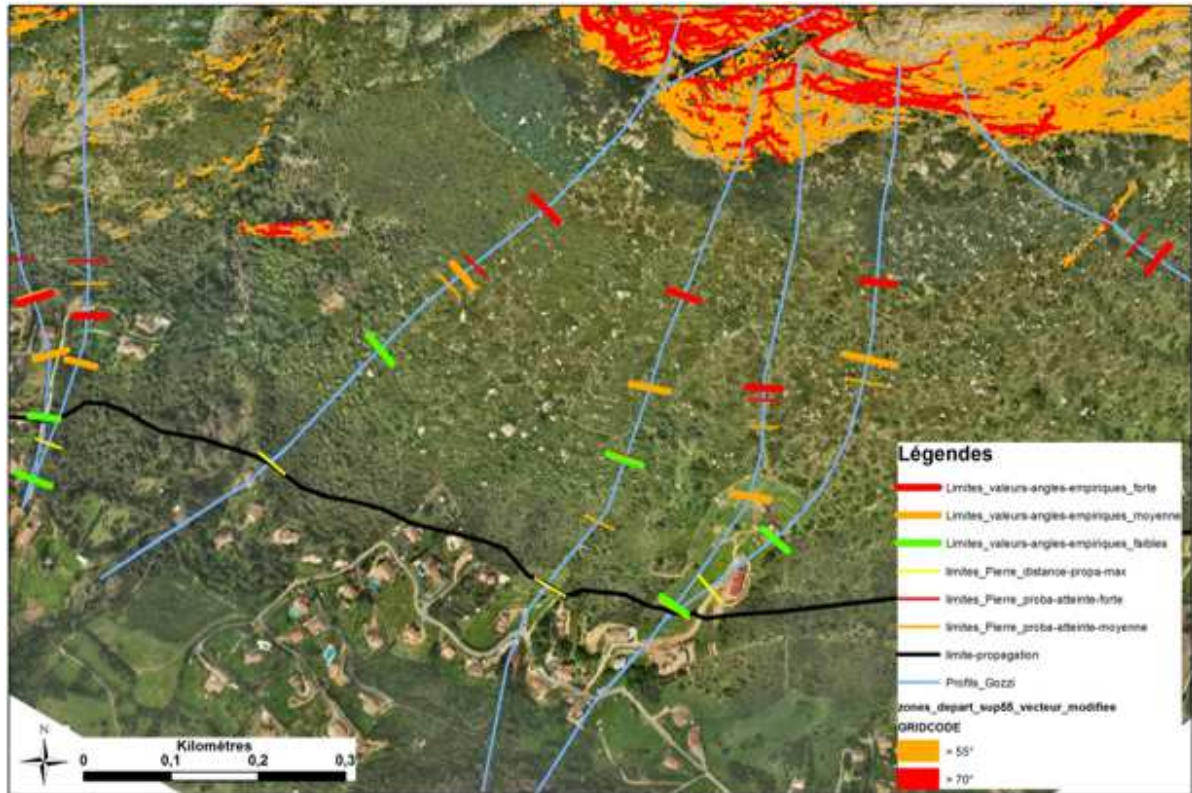 Légendes
Limites_valeurs-angles-empiriques_forte
Limites_valeurs-angles-empiriques_moyenne
Limites_valeurs-angles-empiriques_faibles
limites_Pierre_distance-propa-max
limites_Pierre_proba-atteinte-forte
limites_Pierre_proba-atteinte-moyenne
limite-propagation
Profils_Gozzi
zones_depart_sup55_vecteur_modifiee
GRIDCODE
> 55°
> 70°
N
Kilomètres
0 0,1 0,2 0,3